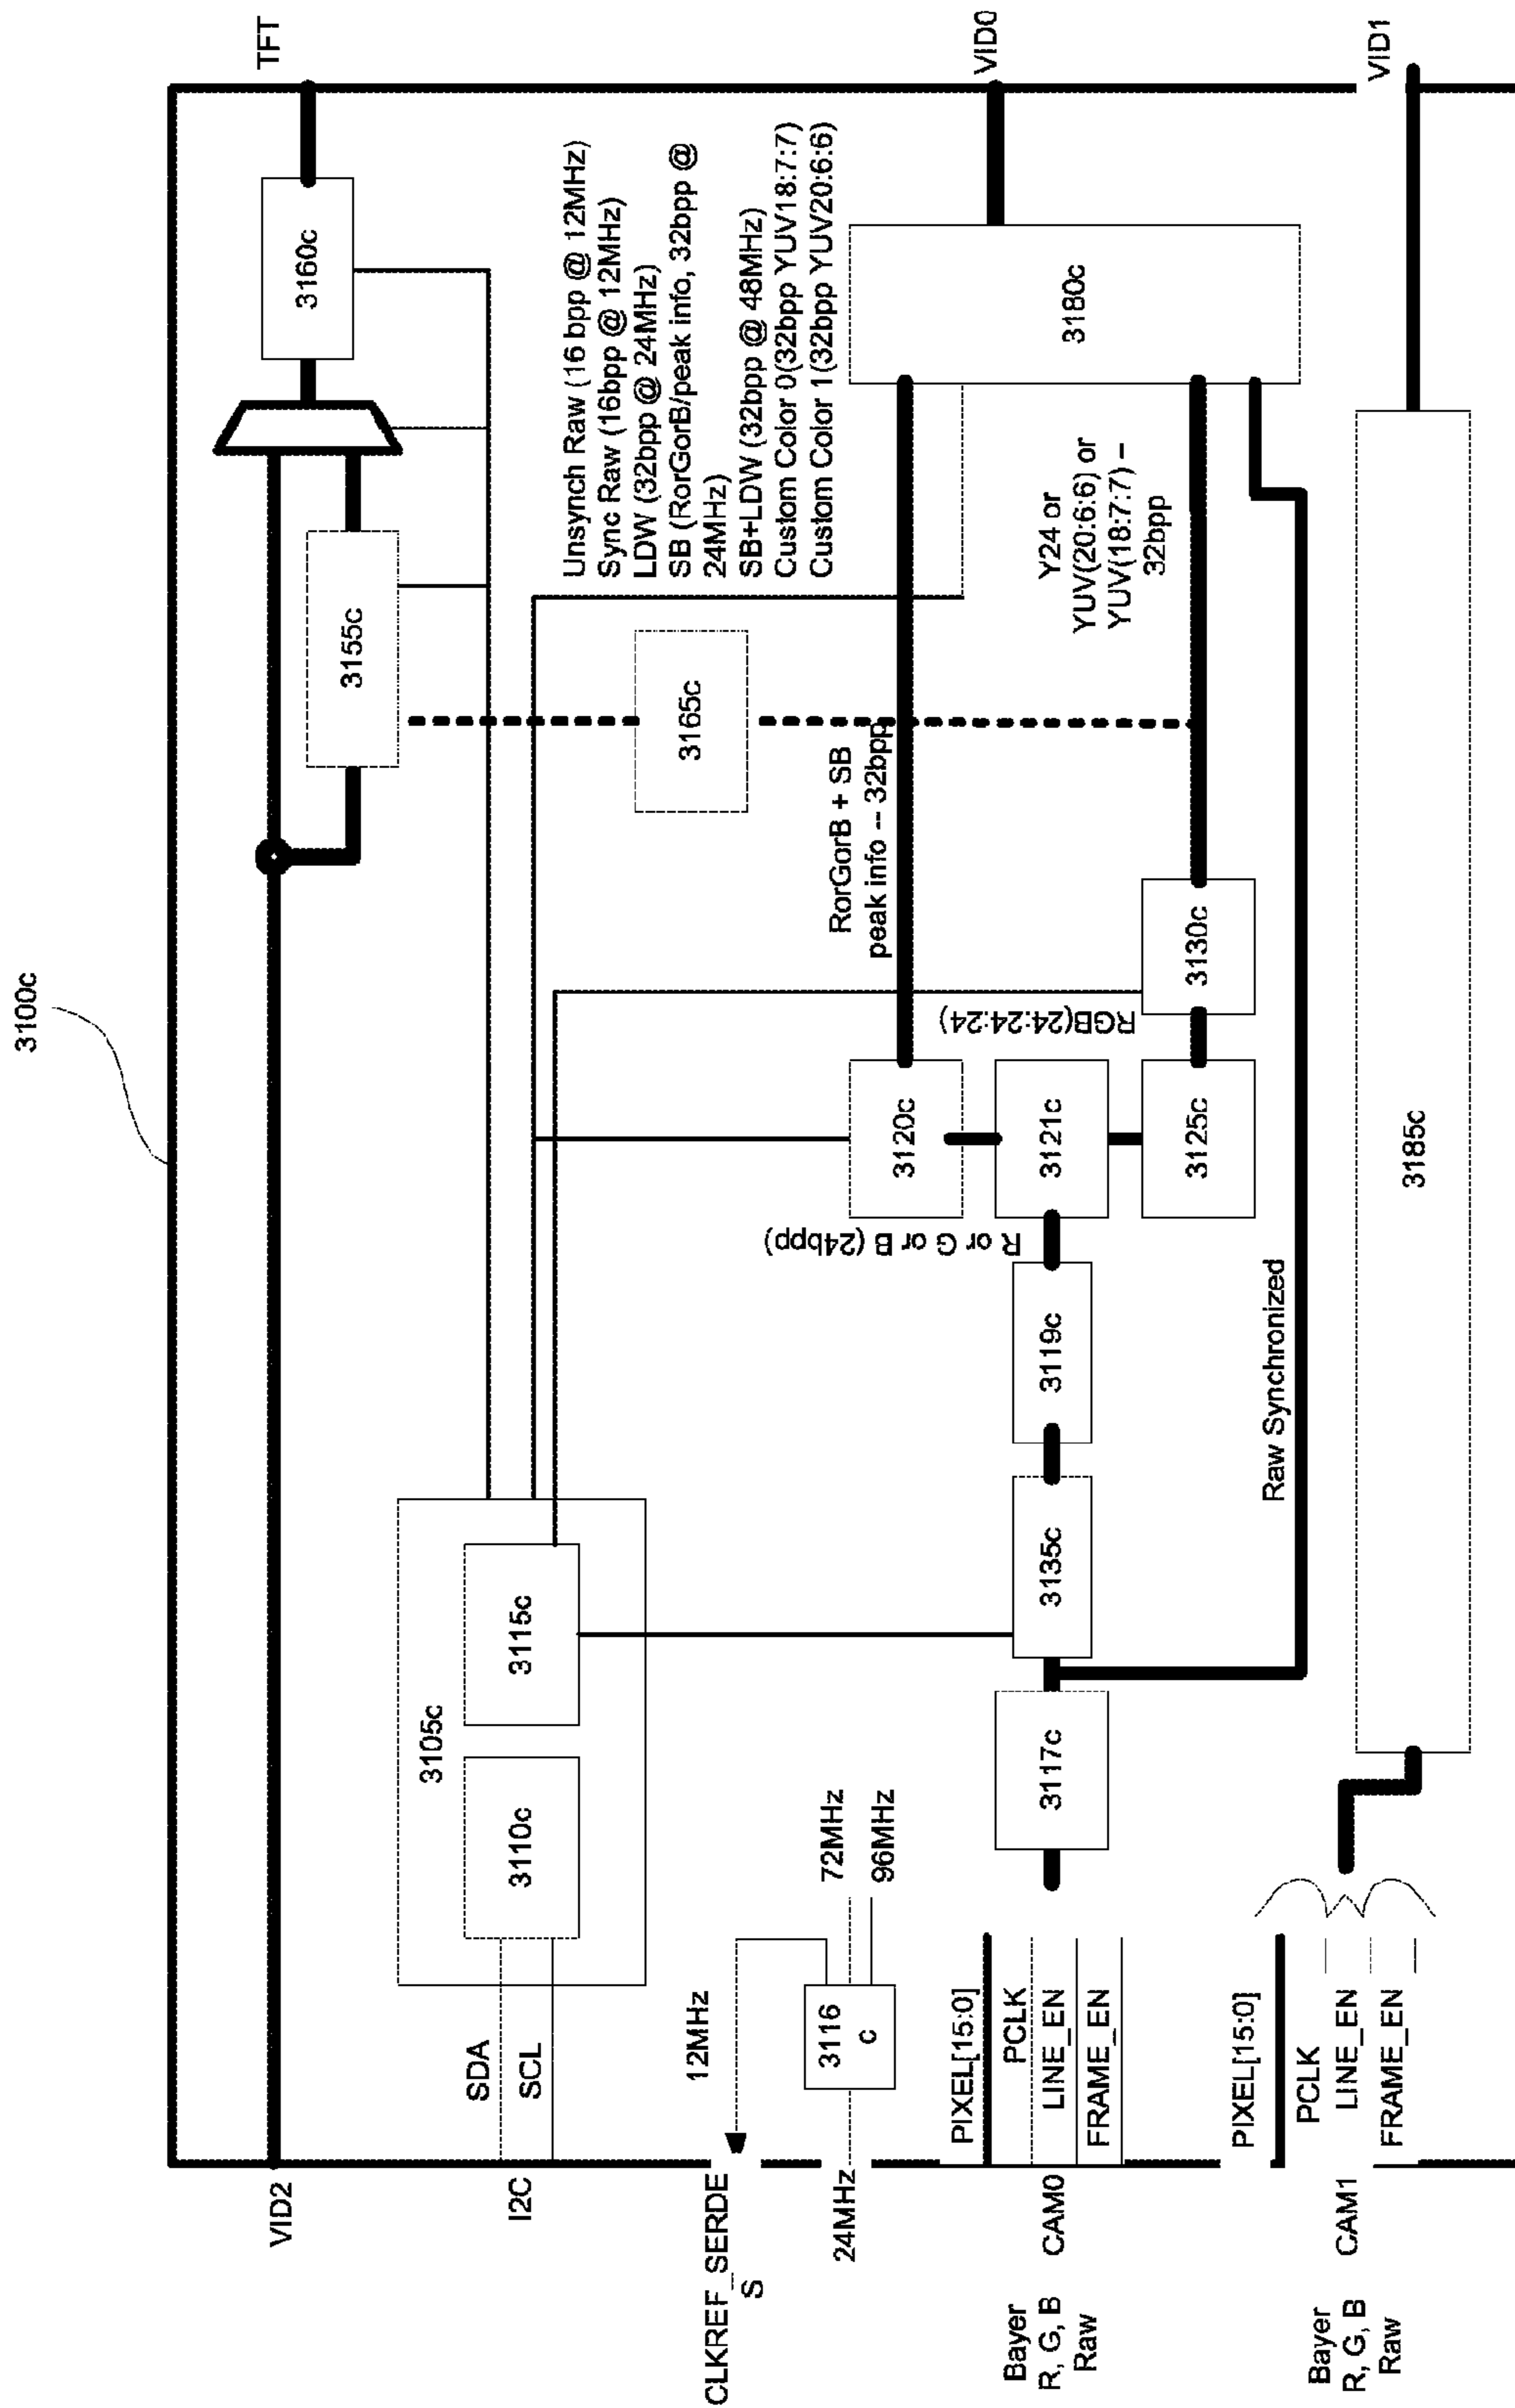 3100c
VID2
TFT
3155c
3160c
I2C
SDA
SCL
3105c
3110c
3115c
3165c
Unsynch Raw (16 bpp @ 12MHz)
Sync Raw (16bpp @ 12MHz)
LDW (32bpp @ 24MHz)
SB (RorGorB/peak info, 32bpp @
24MHz)
SB+LDW (32bpp @ 48MHz)
Custom Color 0(32bpp YUV18:7:7)
Custom Color 1(32bpp YUV20:6:6)
CLKREF_SERDE
S
12MHz
24MHz
3116
c
72MHz
96MHz
RorGorB + SB
peak info -- 32bpp
R or G or B (24bpp)
RGB(24:24:24)
3120c
3121c
3125c
3130c
Y24 or
YUV(20:6:6) or
YUV(18:7:7) –
32bpp
3180c
VID0
Bayer
R, G, B
Raw
CAM0
PIXEL[15:0]
PCLK
LINE_EN
FRAME_EN
3117c
3135c
3119c
Raw Synchronized
Bayer
R, G, B
Raw
CAM1
PIXEL[15:0]
PCLK
LINE_EN
FRAME_EN
3185c
VID1